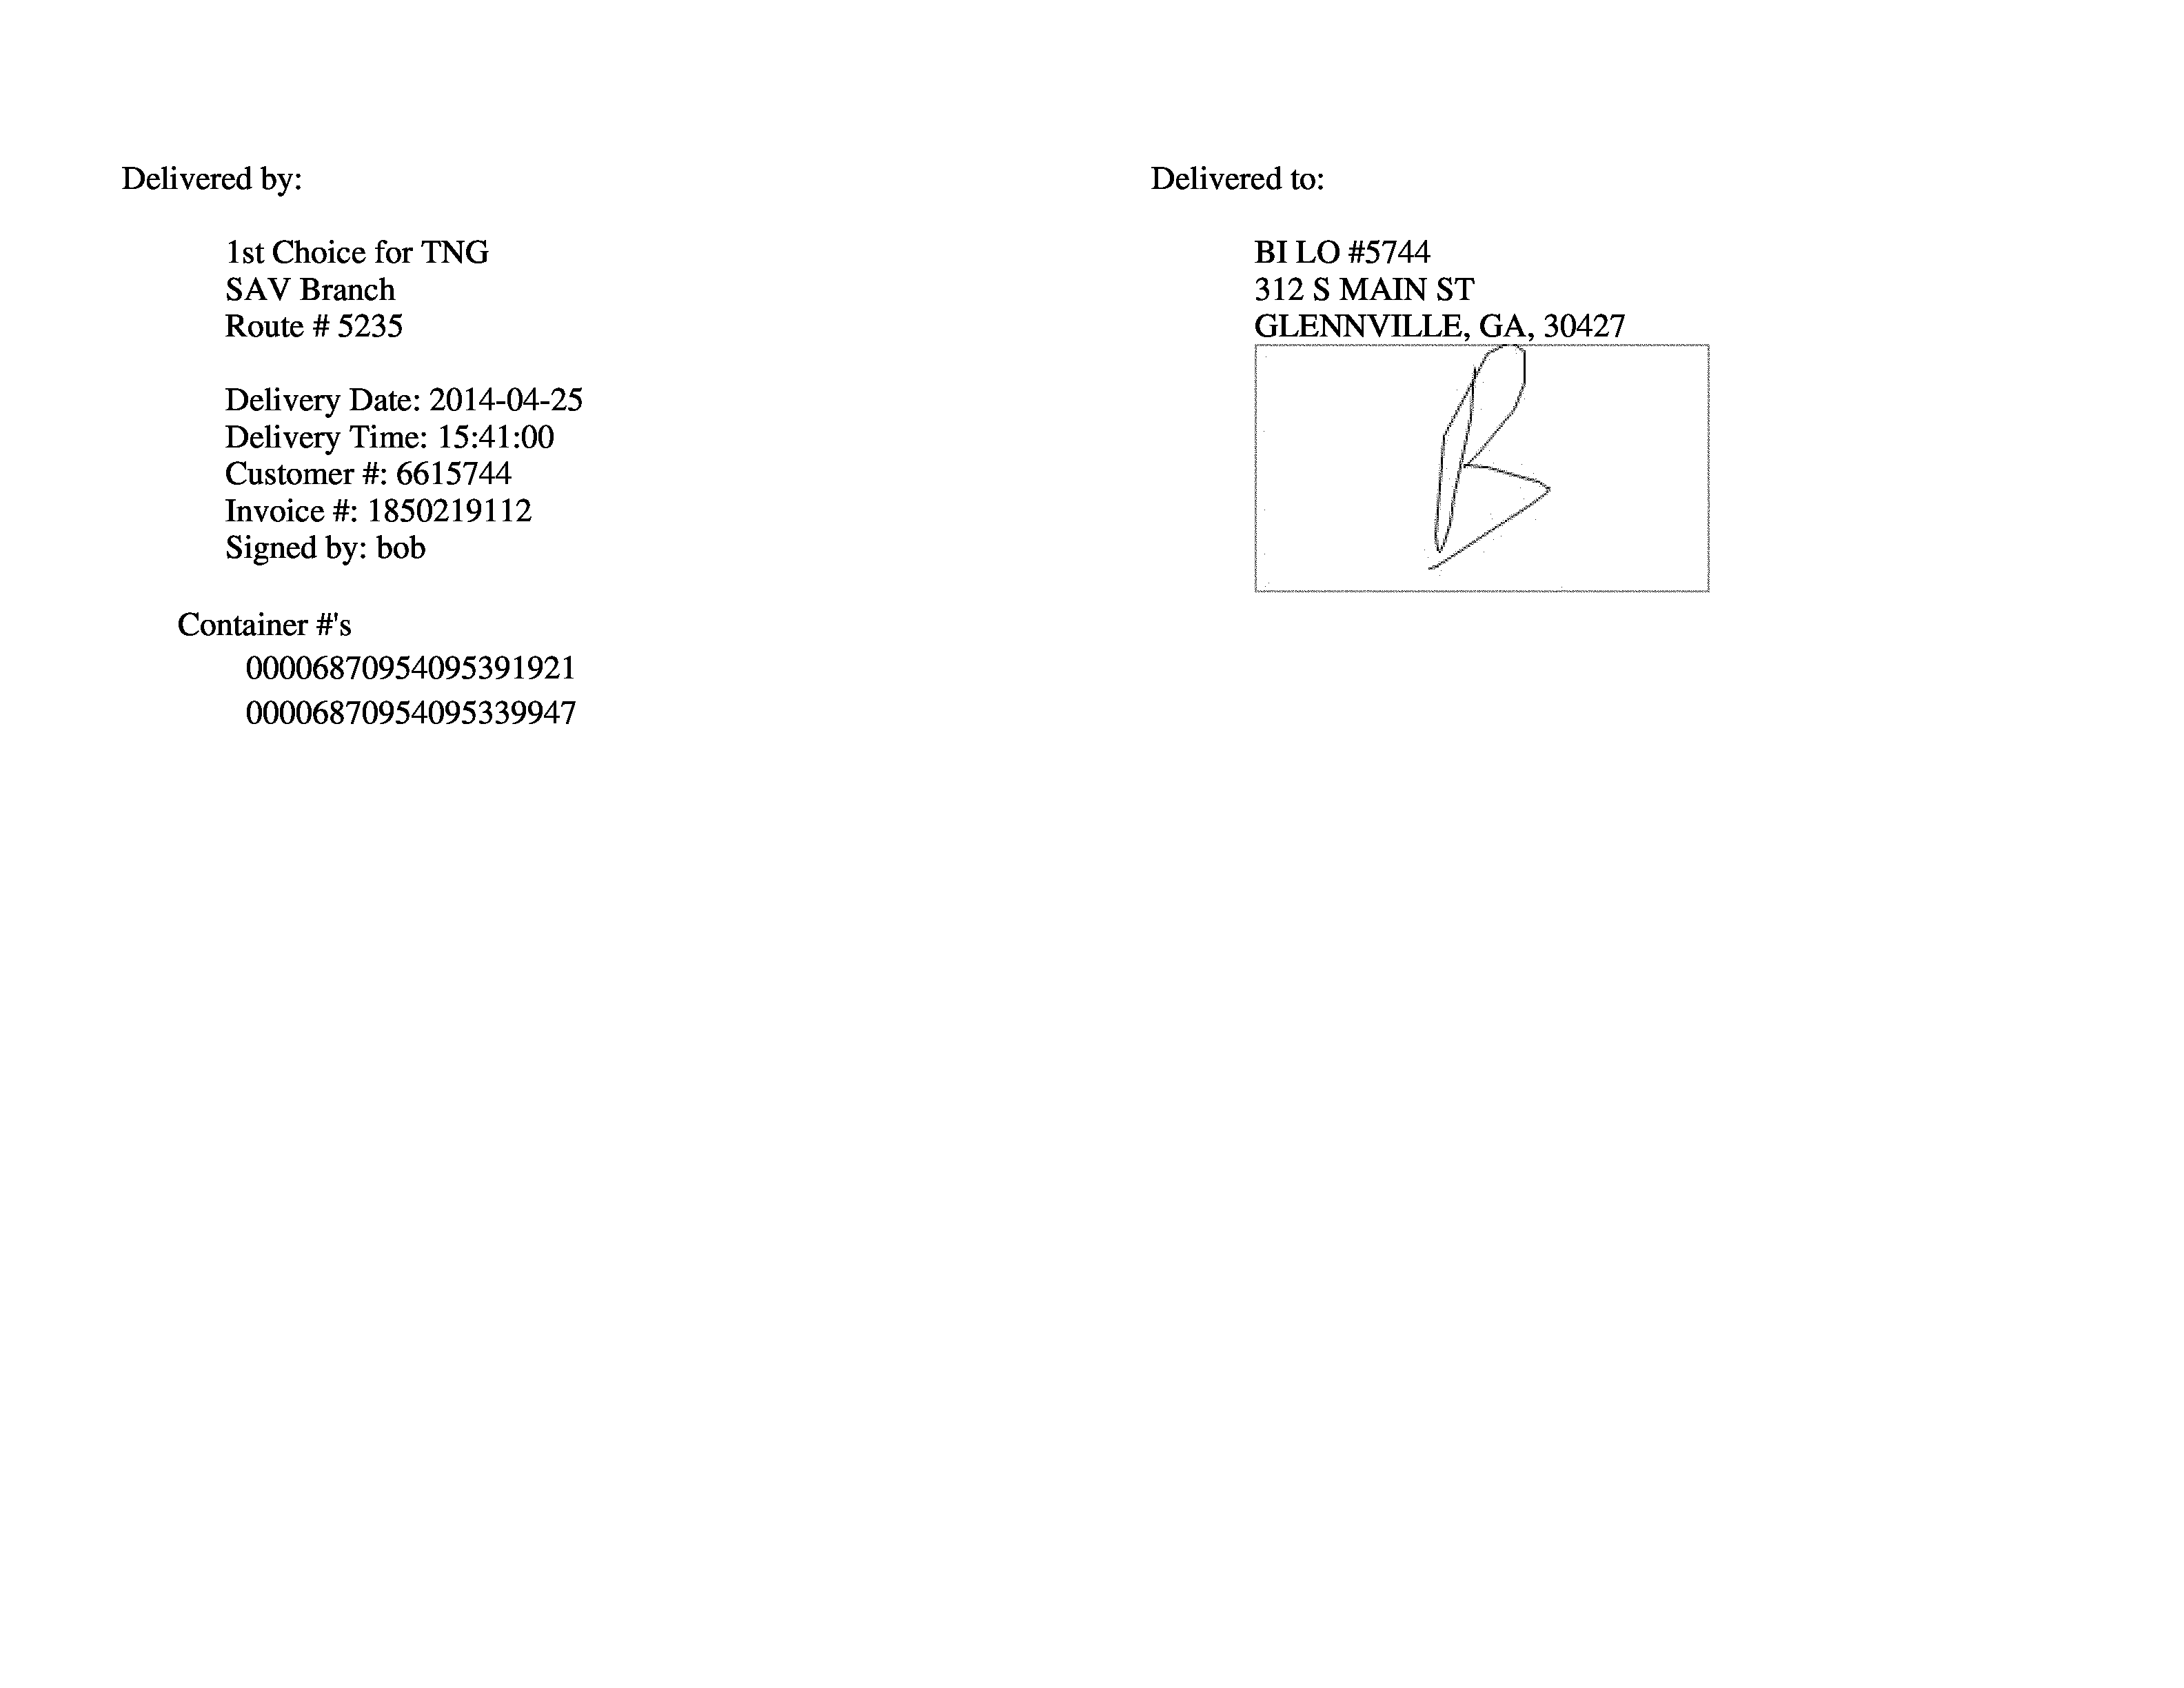 Delivered by:
1st Choice for TNG
SAV Branch
Route # 5235
Delivery Date: 2014-04-25
Delivery Time: 15:41:00
Customer #: 6615744
Invoice #: 1850219112
Signed by: bob
Container #'s
00006870954095391921
00006870954095339947
Delivered to:
BI LO #5744
312 S MAIN ST
GLENNVILLE, GA, 30427
B